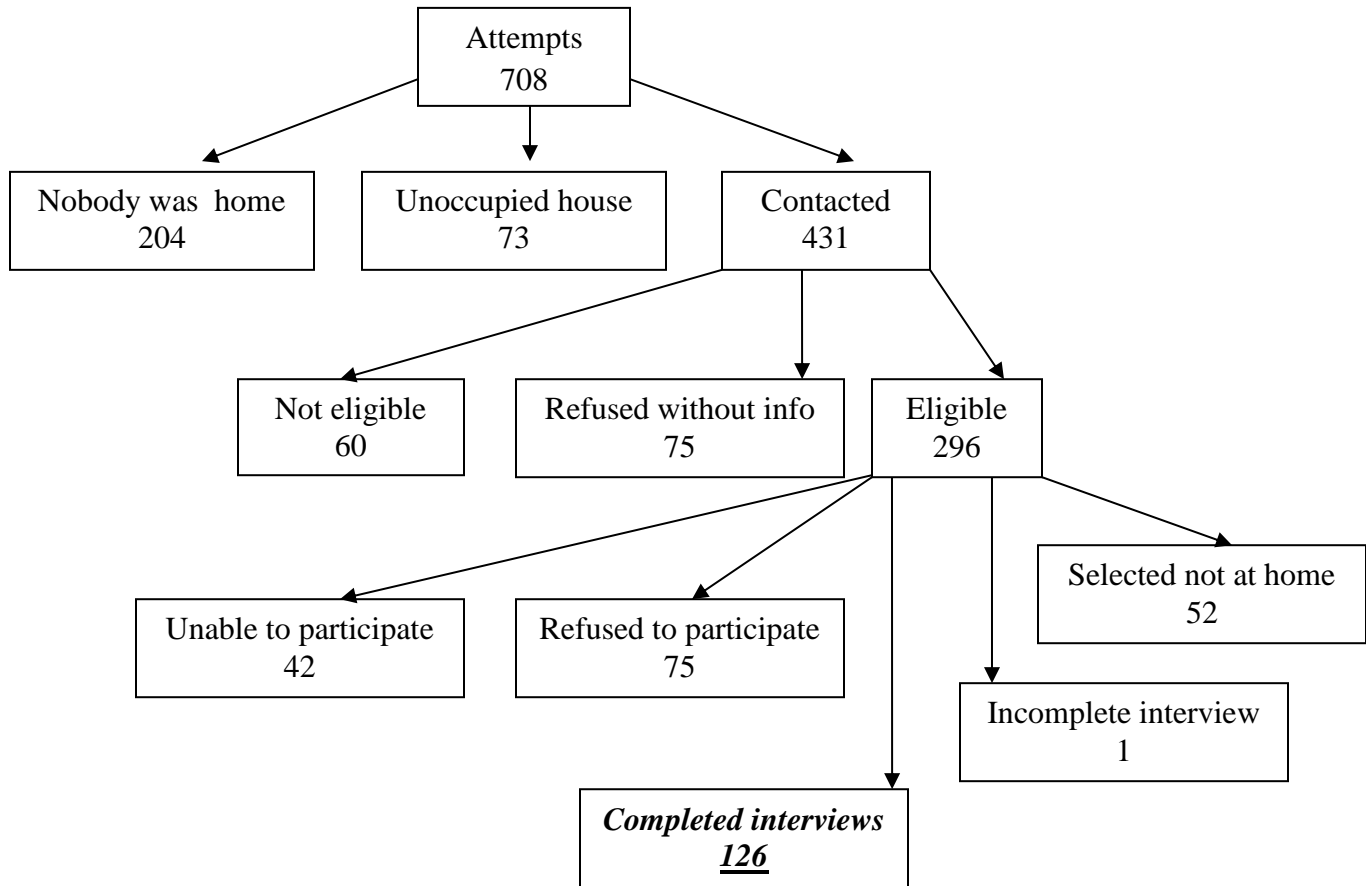 Attempts
708
Nobody was home
204
Unoccupied house
73
Contacted
431
Not eligible
60
Refused without info
75
Eligible
296
Selected not at home
52
Unable to participate
42
Refused to participate
75
Incomplete interview
1
Completed interviews
126